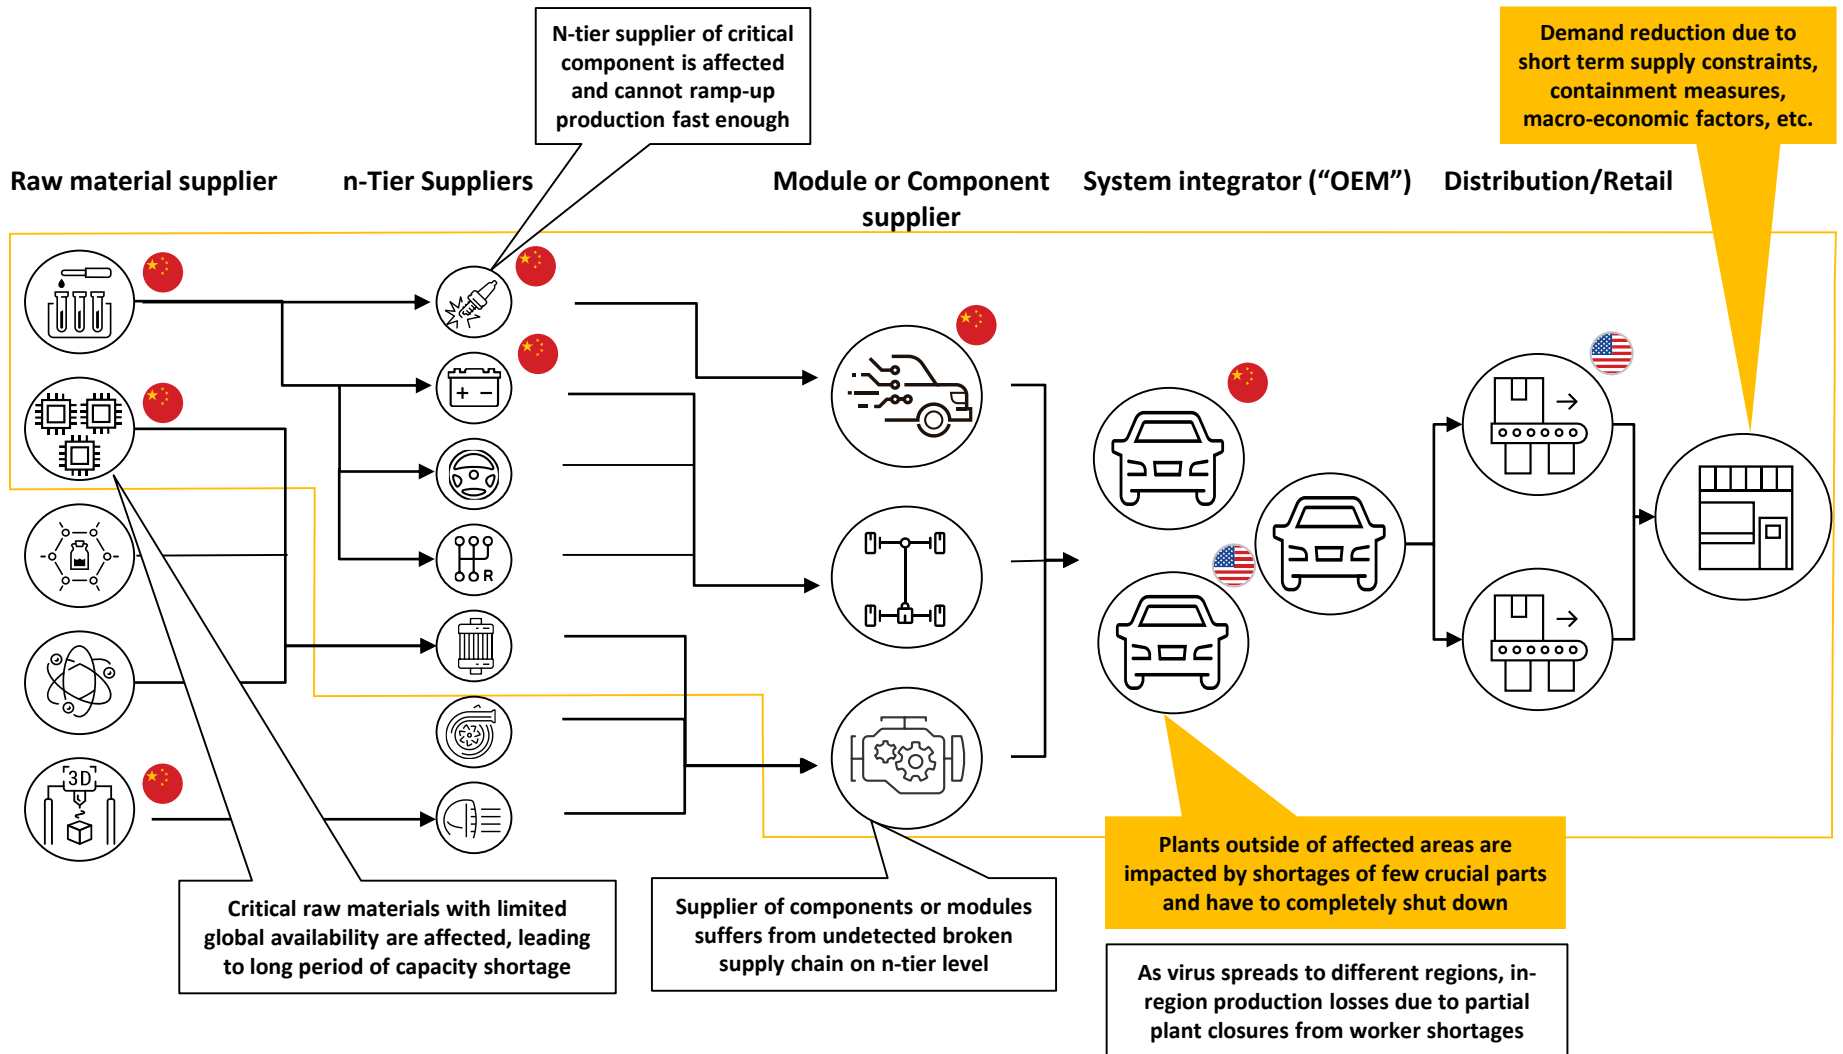 N-tier supplier of critical
component is affected
and cannot ramp-up
production fast enough
Demand reduction due to
short term supply constraints,
containment measures,
macro-economic factors, etc.
Raw material supplier
n-Tier Suppliers
Module or Component
supplier
System integrator (“OEM”)
Distribution/Retail
+ −
R
3D
Critical raw materials with limited
global availability are affected, leading
to long period of capacity shortage
Supplier of components or modules
suffers from undetected broken
supply chain on n-tier level
Plants outside of affected areas are
impacted by shortages of few crucial parts
and have to completely shut down
As virus spreads to different regions, in-
region production losses due to partial
plant closures from worker shortages